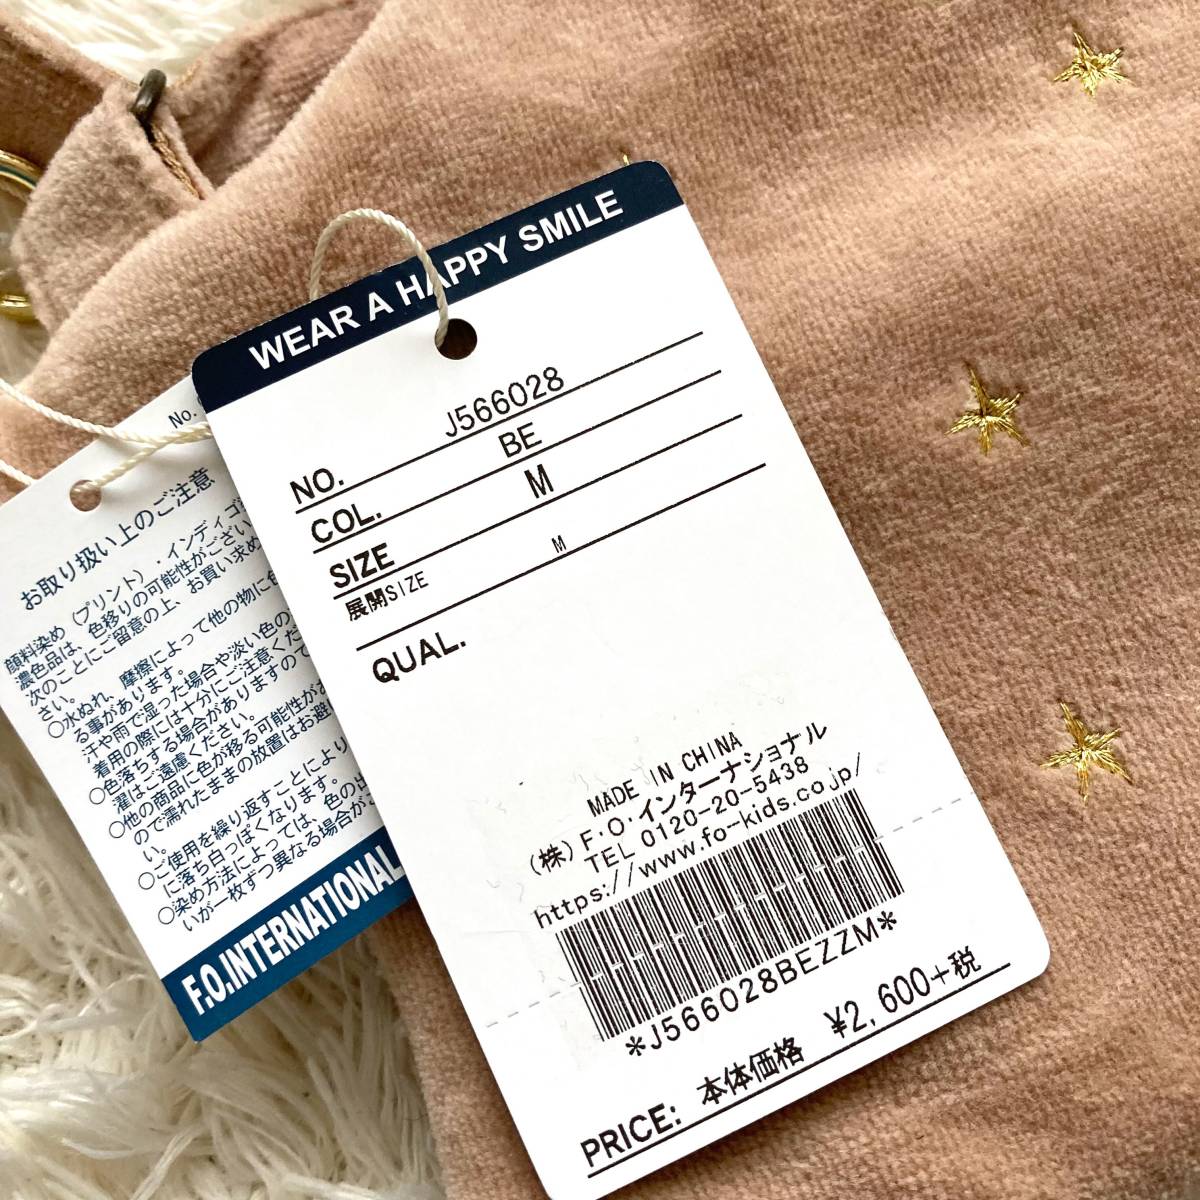 WEAR A HAPPY SMILE
NO. J566028
COL. BE
SIZE M
展開SIZE M
QUAL.
MADE IN CHINA
(株)F.O.インターナショナル
TEL 0120-20-5438
https://www.fo-kids.co.jp/
*J566028BEZZM*
PRICE: 本体価格 ¥2,600+税
No.
お取り扱い上のご注意
顔料染め(プリント)・インディゴ
濃色品は、色移りの可能性がござい
次のことにご留意の上、お買い求め
さい。
○水ぬれ、摩擦によって他の物に色
る事があります。
汗や雨で湿った場合や淡い色の
着用の際には十分にご注意くだ
○色落ちする場合がありますので
濯はご遠慮ください。
○他の商品に色が移る可能性が
ので濡れたままの放置はお避
い。
○ご使用を繰り返すことにより
に落ち白っぽくなります。
○染め方法によっては、色の出
いが一枚ずつ異なる場合が
F.O.INTERNATIONAL